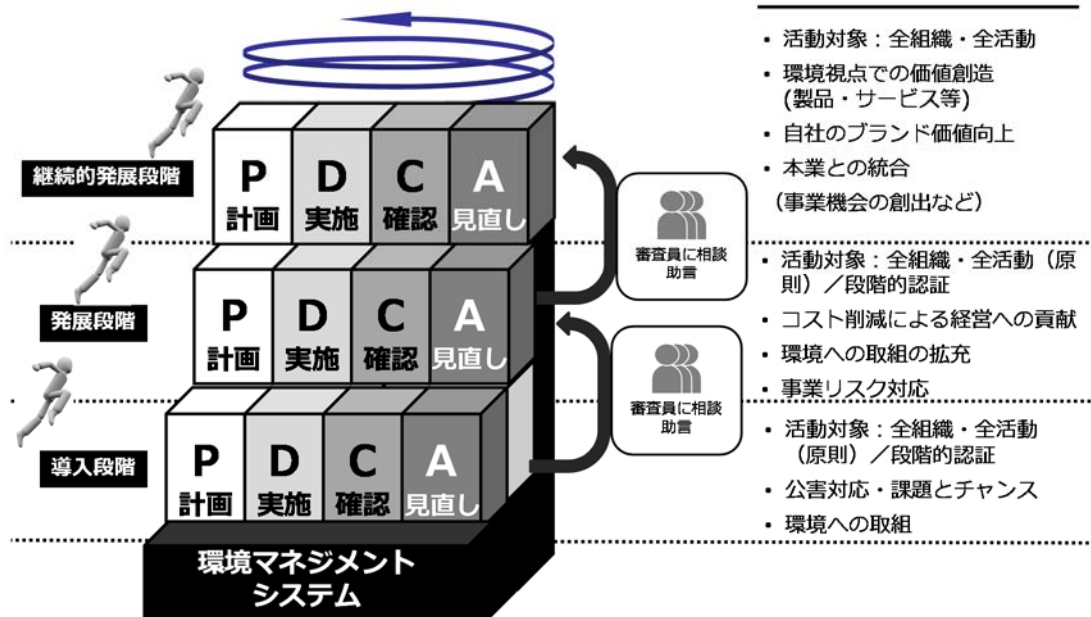 継続的発展段階
P
計画
D
実施
C
確認
A
見直し
審査員に相談
助言
・ 活動対象：全組織・全活動
・ 環境視点での価値創造
(製品・サービス等)
・ 自社のブランド価値向上
・ 本業との統合
（事業機会の創出など）
発展段階
P
計画
D
実施
C
確認
A
見直し
審査員に相談
助言
・ 活動対象：全組織・全活動（原
則）／段階的認証
・ コスト削減による経営への貢献
・ 環境への取組の拡充
・ 事業リスク対応
導入段階
P
計画
D
実施
C
確認
A
見直し
・ 活動対象：全組織・全活動
（原則）／段階的認証
・ 公害対応・課題とチャンス
・ 環境への取組
環境マネジメント
システム